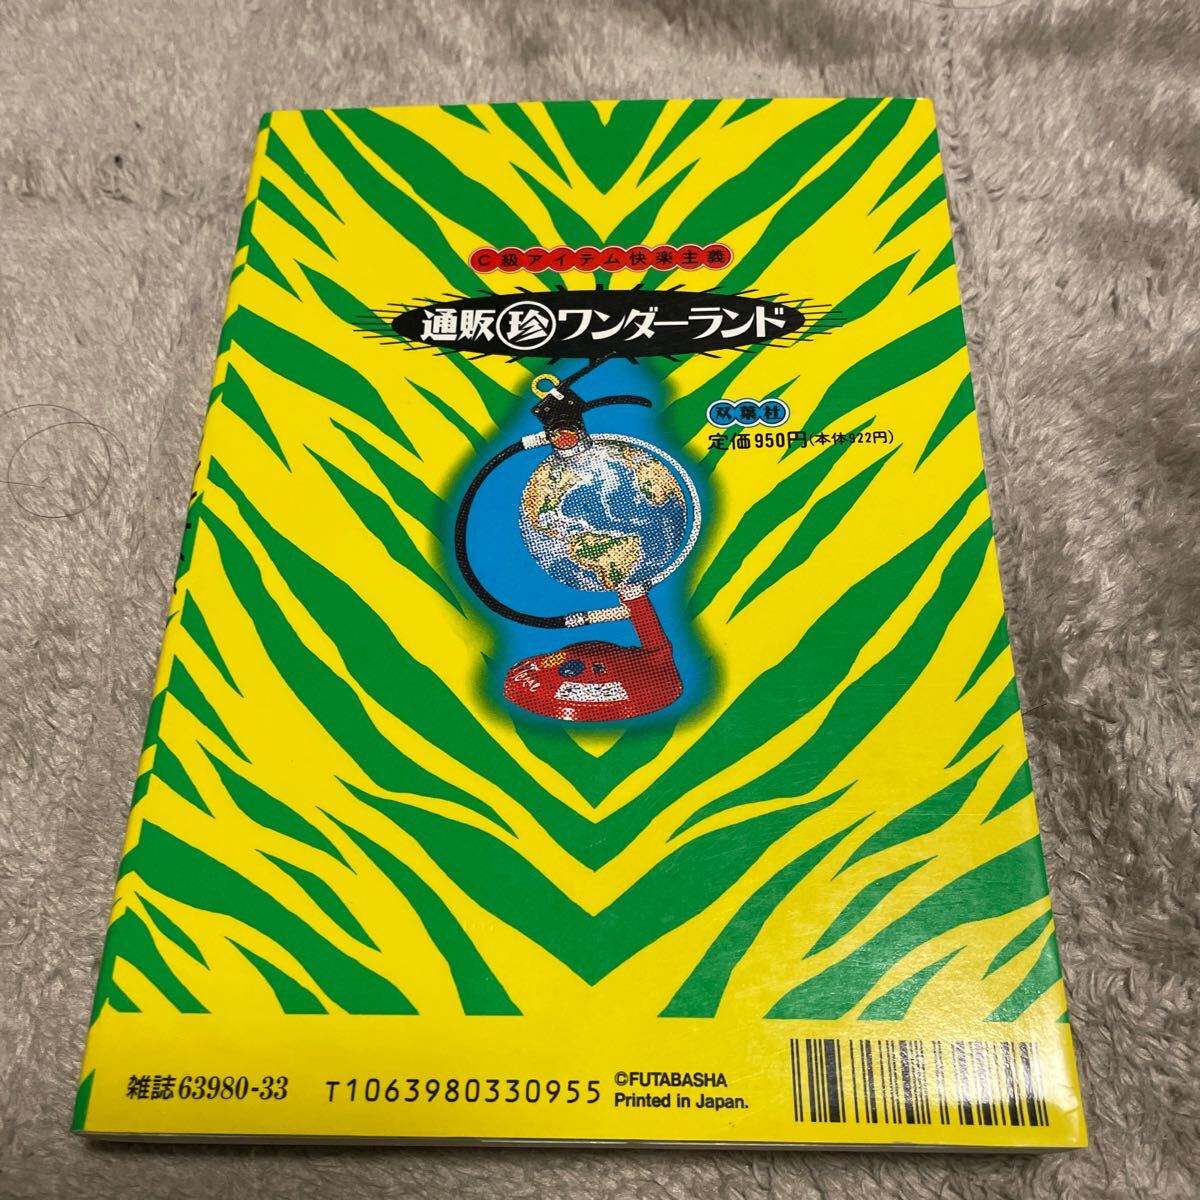 C級アイテム快楽主義
通販珍ワンダーランド
双葉社
定価950円(本体922円)
雑誌63980-33
T1063980330955
©FUTABASHA
Printed in Japan.